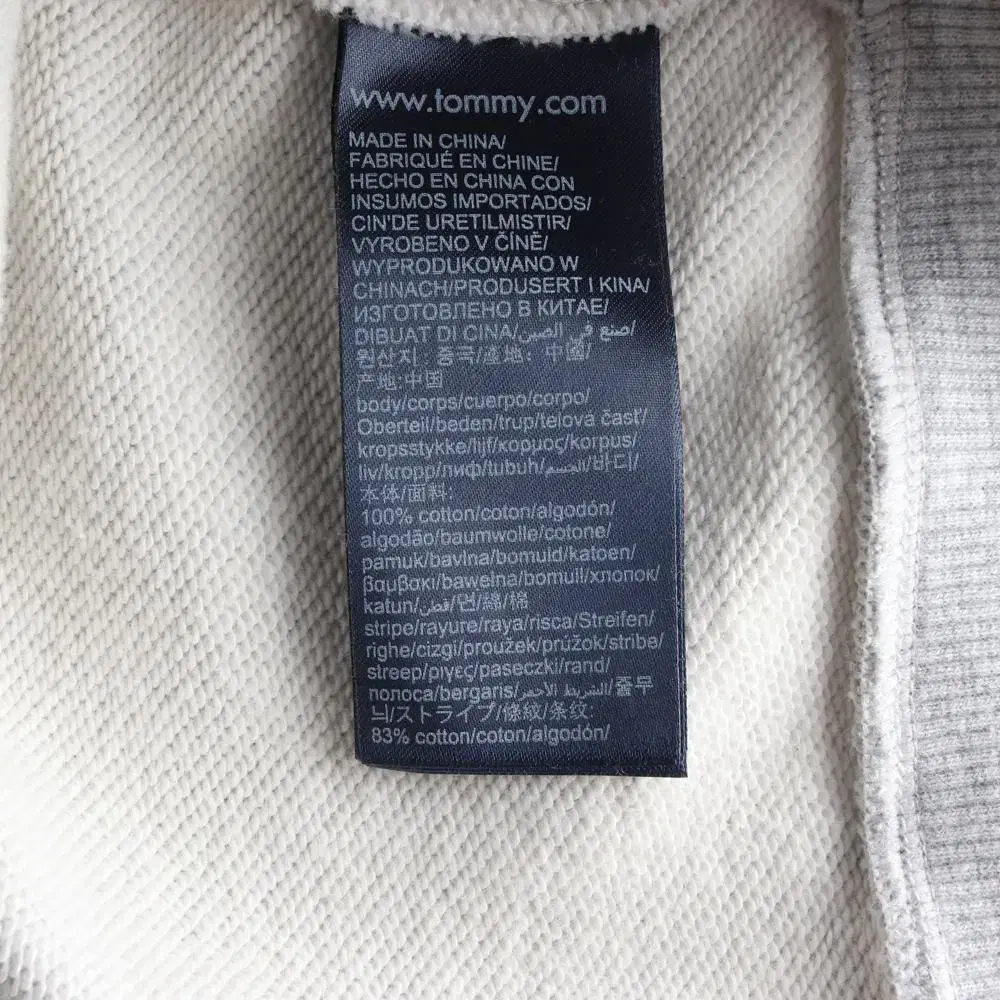 www.tommy.com
MADE IN CHINA/
FABRIQUÉ EN CHINE/
HECHO EN CHINA CON
INSUMOS IMPORTADOS/
CIN'DE URETILMISTIR/
VYROBENO V ČÍNĚ/
WYPRODUKOWANO W
CHINACH/PRODUSERT I KINA/
ИЗГОТОВЛЕНО В КИТАЕ/
DIBUAT DI CINA/صنع في الصين/
원산지: 중국/產地: 中國/
产地:中国
body/corps/cuerpo/corpo/
Oberteil/beden/trup/telová časť/
kropsstykke/lijf/κορμος/korpus/
liv/kropp/лиф/tubuh/الجسم/바디/
本体/面料:
100% cotton/coton/algodón/
algodão/baumwolle/cotone/
pamuk/bavlna/bomuld/katoen/
βαμβακι/bawełna/bomull/хлопок/
katun/قطن/면/綿/棉
stripe/rayure/raya/risca/Streifen/
righe/cizgi/proužek/prúžok/stribe/
streep/ριγες/paseczki/rand/
полоса/bergaris/الشريط الأحمر/줄무
늬/ストライプ/條紋/条纹:
83% cotton/coton/algodón/